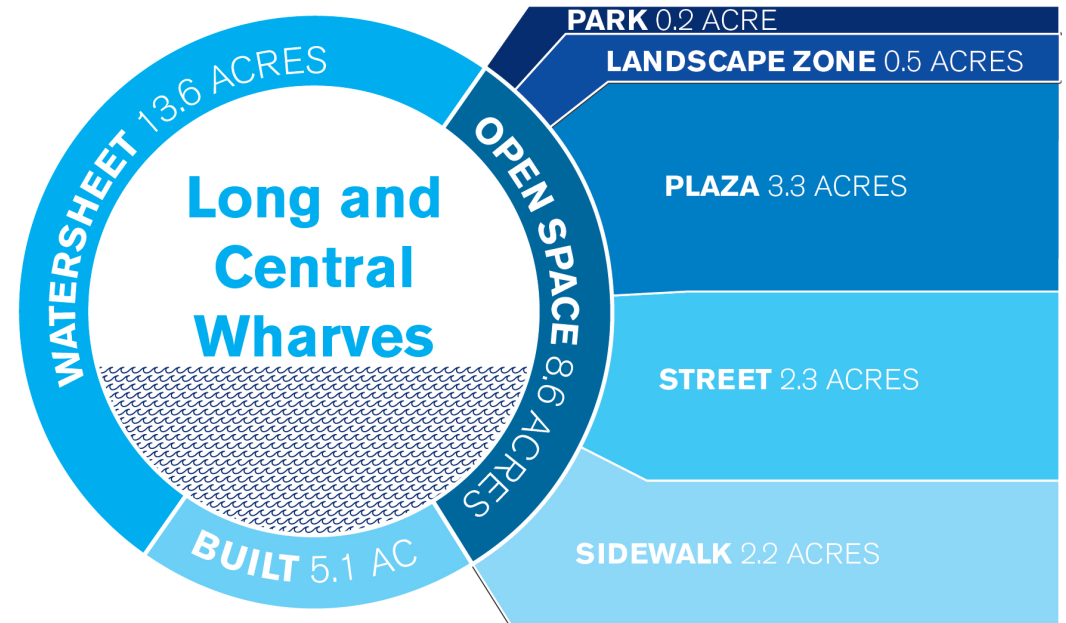 WATERSHEET 13.6 ACRES
Long and
Central
Wharves
BUILT 5.1 AC
OPEN SPACE 8.6 ACRES
PARK 0.2 ACRE
LANDSCAPE ZONE 0.5 ACRES
PLAZA 3.3 ACRES
STREET 2.3 ACRES
SIDEWALK 2.2 ACRES